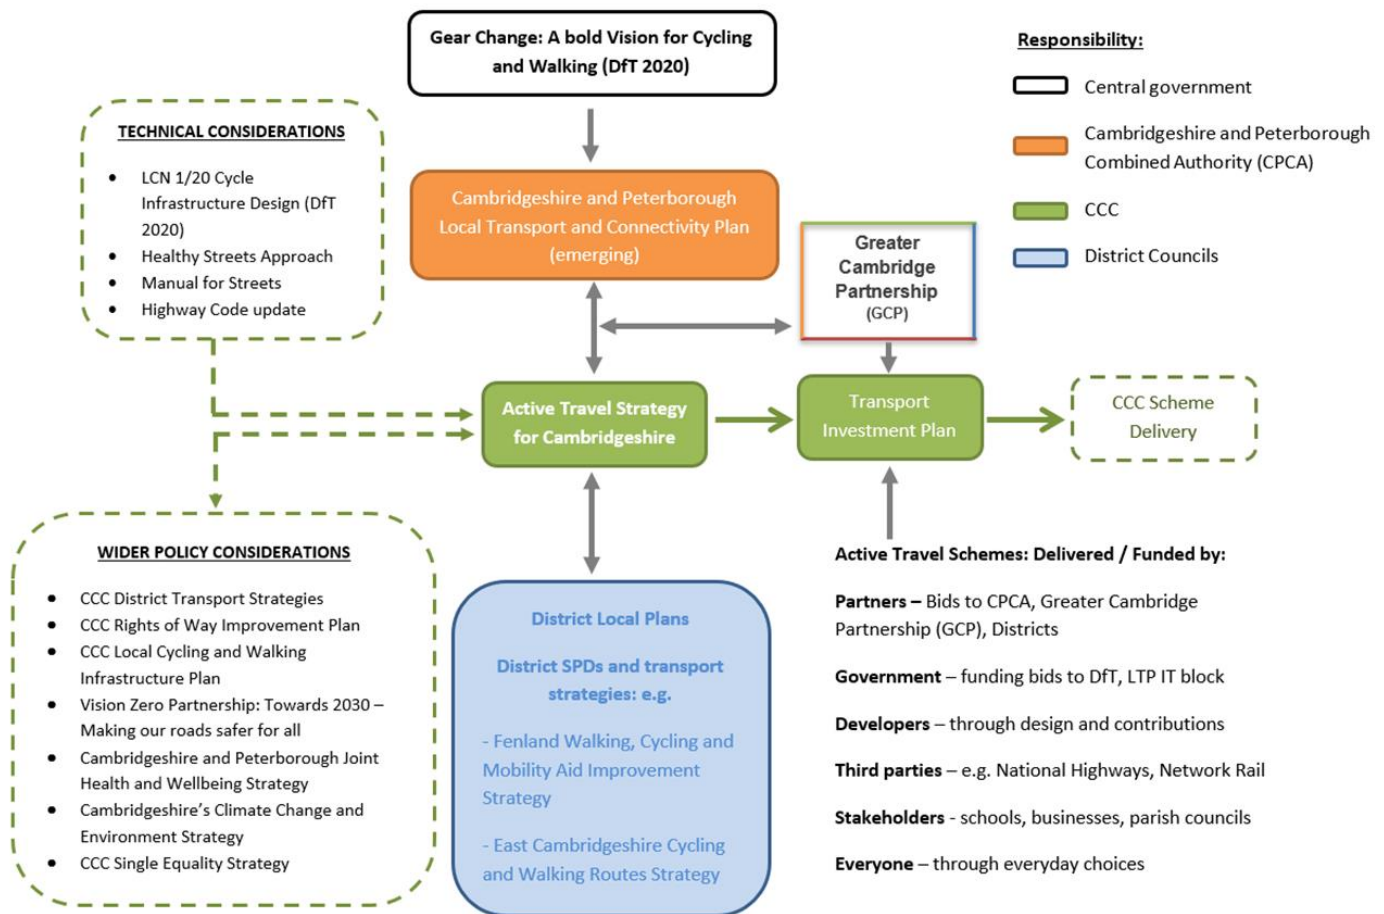 Gear Change: A bold Vision for Cycling
and Walking (DfT 2020)
Responsibility:
Central government
Cambridgeshire and Peterborough
Combined Authority (CPCA)
CCC
District Councils
TECHNICAL CONSIDERATIONS
• LCN 1/20 Cycle
Infrastructure Design (DfT
2020)
• Healthy Streets Approach
• Manual for Streets
• Highway Code update
Cambridgeshire and Peterborough
Local Transport and Connectivity Plan
(emerging)
Greater
Cambridge
Partnership
(GCP)
Active Travel Strategy
for Cambridgeshire
Transport
Investment Plan
CCC Scheme
Delivery
WIDER POLICY CONSIDERATIONS
• CCC District Transport Strategies
• CCC Rights of Way Improvement Plan
• CCC Local Cycling and Walking
Infrastructure Plan
• Vision Zero Partnership: Towards 2030 –
Making our roads safer for all
• Cambridgeshire and Peterborough Joint
Health and Wellbeing Strategy
• Cambridgeshire's Climate Change and
Environment Strategy
• CCC Single Equality Strategy
District Local Plans
District SPDs and transport
strategies: e.g.
- Fenland Walking, Cycling and
Mobility Aid Improvement
Strategy
- East Cambridgeshire Cycling
and Walking Routes Strategy
Active Travel Schemes: Delivered / Funded by:
Partners – Bids to CPCA, Greater Cambridge
Partnership (GCP), Districts
Government – funding bids to DfT, LTP IT block
Developers – through design and contributions
Third parties – e.g. National Highways, Network Rail
Stakeholders - schools, businesses, parish councils
Everyone – through everyday choices